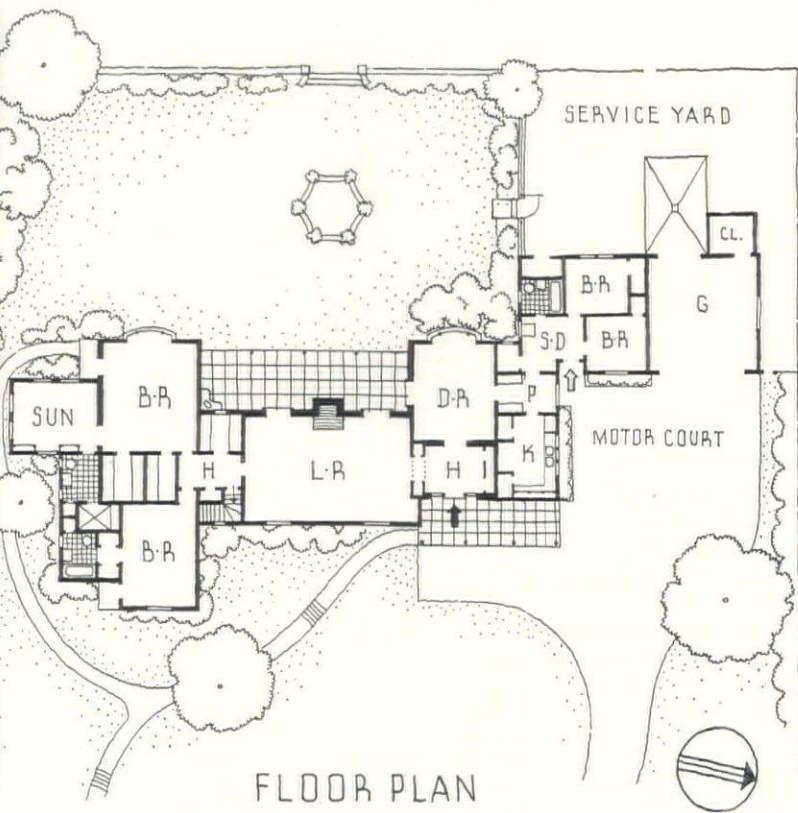 SERVICE YARD
CL.
B·R
G
S·D
B·R
B·R
D·R
P
SUN
MOTOR COURT
K
H
L·R
H
B·R
FLOOR PLAN